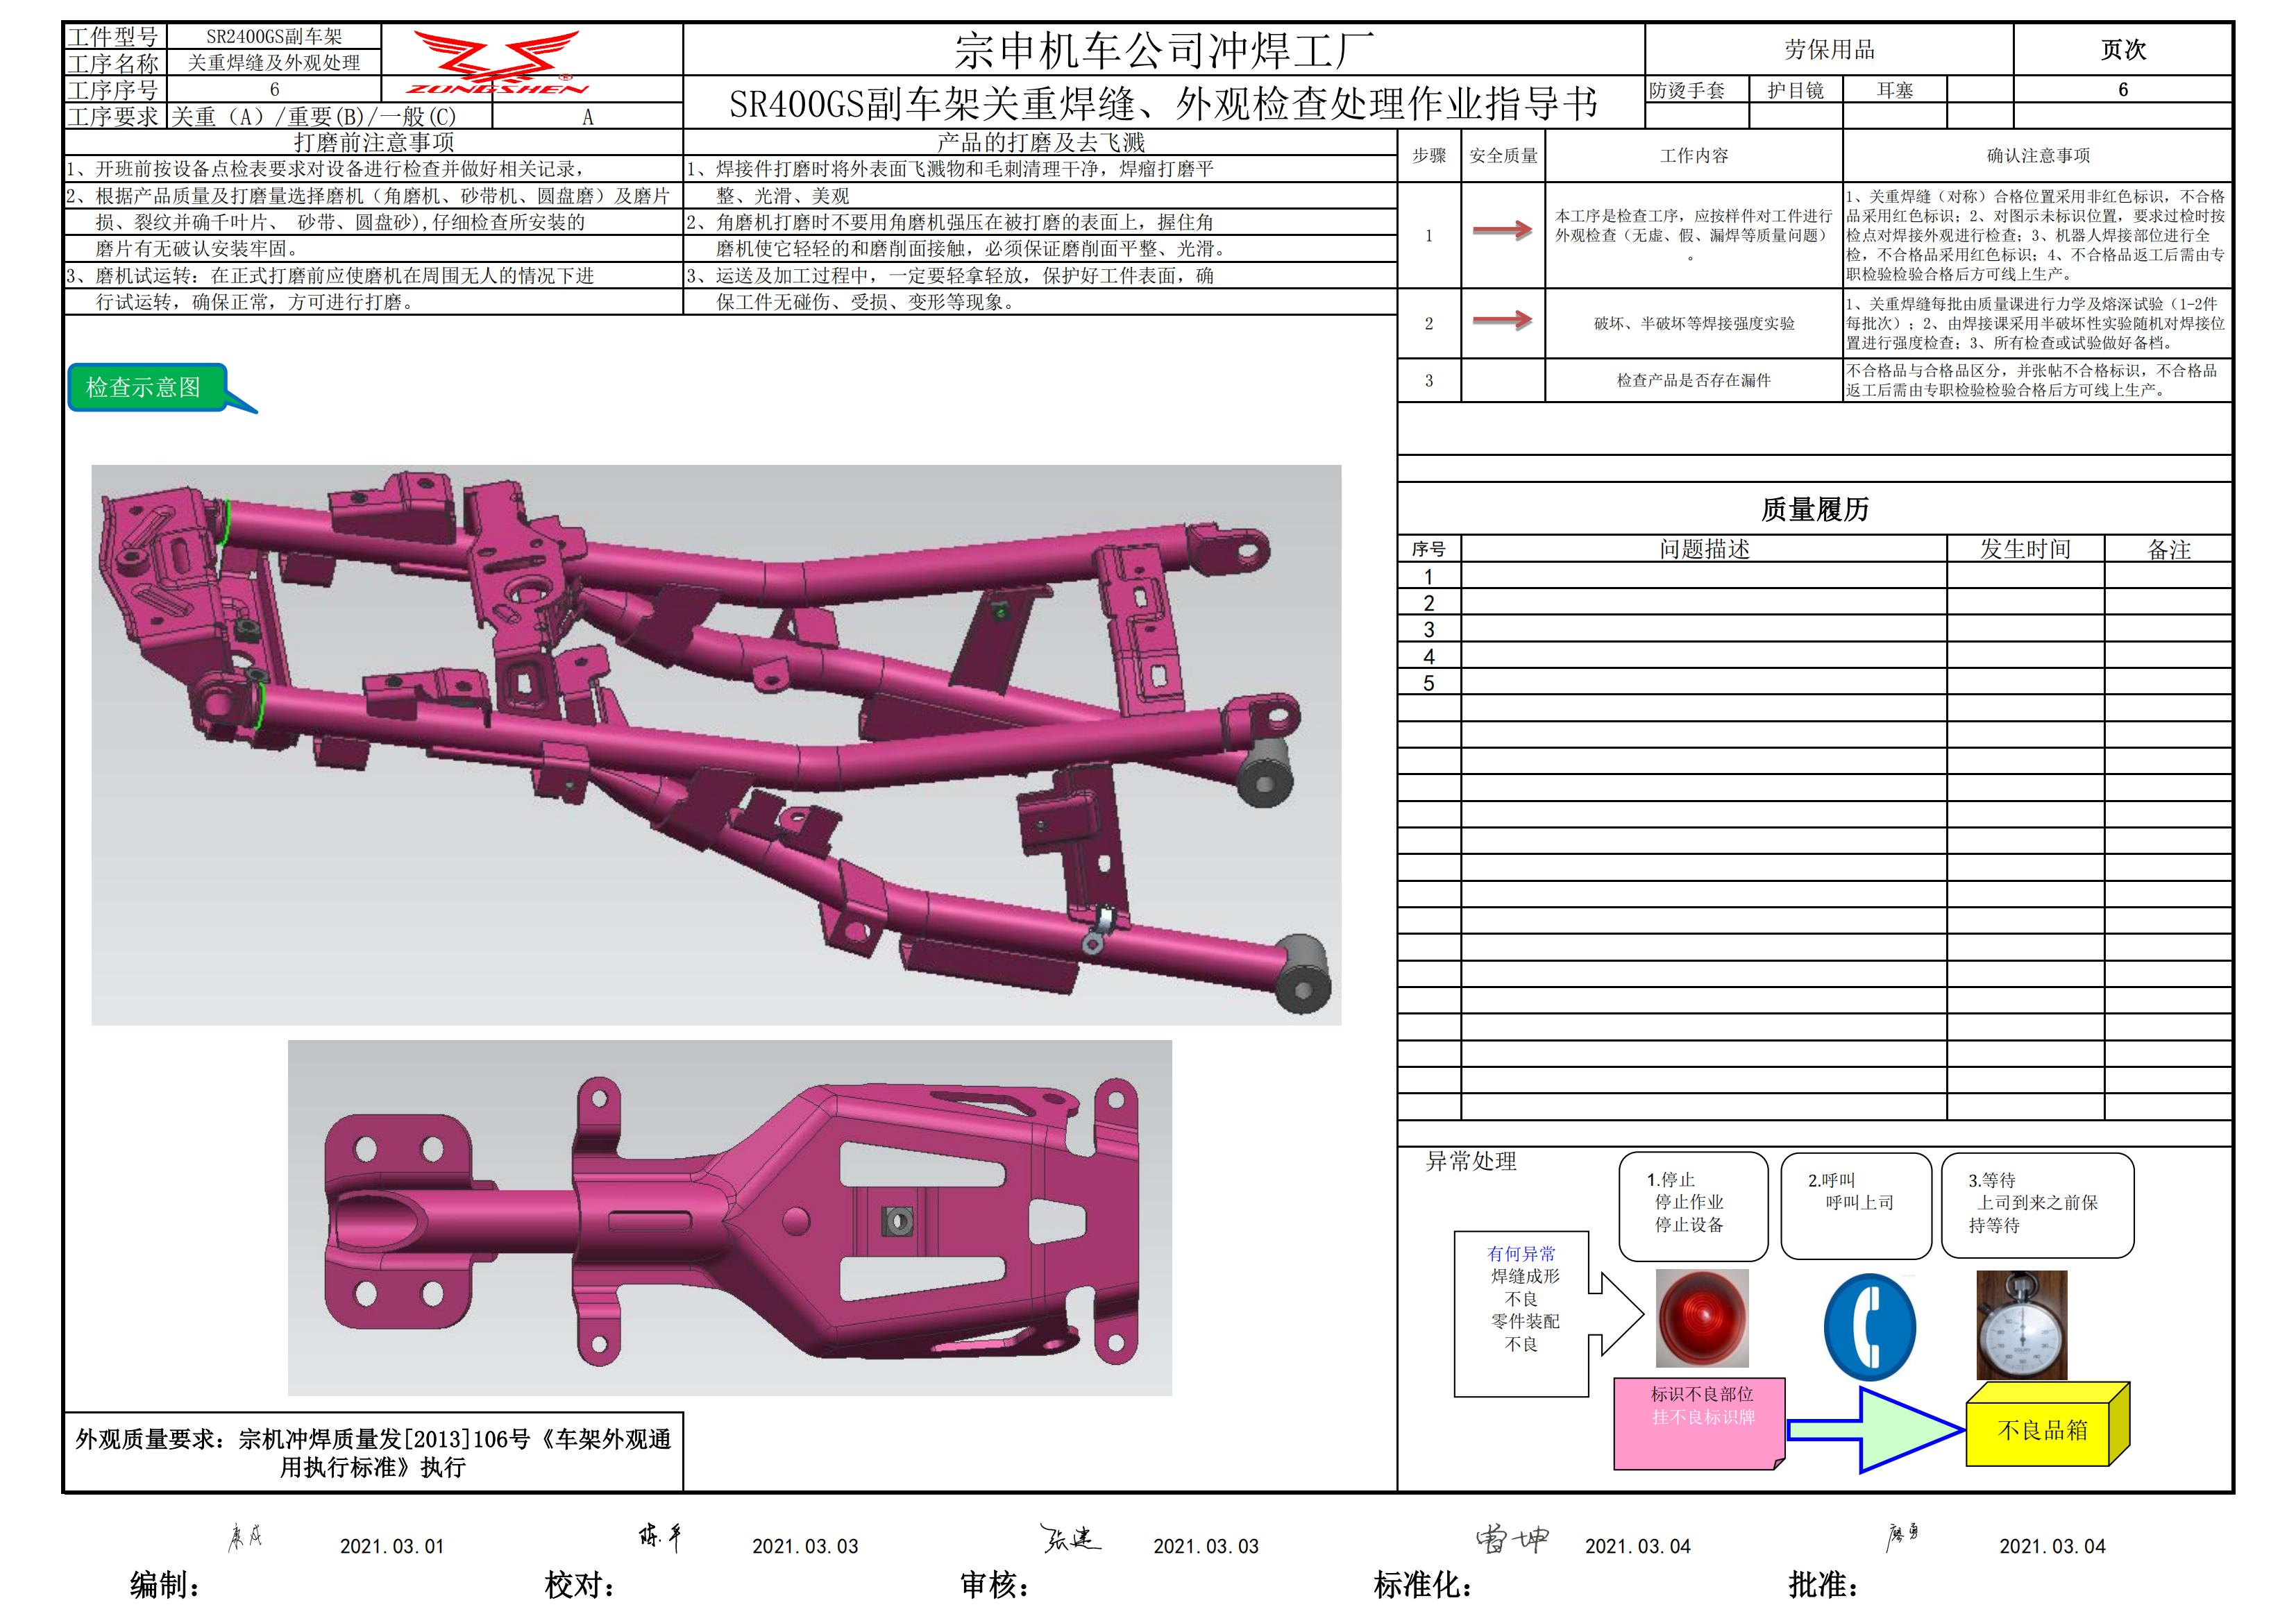 工件型号 SR2400GS副车架
工序名称 关重焊缝及外观处理
工序序号 6
工序要求 关重（A）/重要(B)/一般(C) A
ZONGSHEN®
宗申机车公司冲焊工厂
SR400GS副车架关重焊缝、外观检查处理作业指导书
劳保用品 页次
防烫手套 护目镜 耳塞 6
打磨前注意事项
1、开班前按设备点检表要求对设备进行检查并做好相关记录，
2、根据产品质量及打磨量选择磨机（角磨机、砂带机、圆盘磨）及磨片
损、裂纹并确千叶片、 砂带、圆盘砂),仔细检查所安装的
磨片有无破认安装牢固。
3、磨机试运转：在正式打磨前应使磨机在周围无人的情况下进
行试运转，确保正常，方可进行打磨。
产品的打磨及去飞溅
1、焊接件打磨时将外表面飞溅物和毛刺清理干净，焊瘤打磨平
整、光滑、美观
2、角磨机打磨时不要用角磨机强压在被打磨的表面上，握住角
磨机使它轻轻的和磨削面接触，必须保证磨削面平整、光滑。
3、运送及加工过程中，一定要轻拿轻放，保护好工件表面，确
保工件无碰伤、受损、变形等现象。
步骤 安全质量 工作内容 确认注意事项
1
本工序是检查工序，应按样件对工件进行
外观检查（无虚、假、漏焊等质量问题）
。
1、关重焊缝（对称）合格位置采用非红色标识，不合格
品采用红色标识；2、对图示未标识位置，要求过检时按
检点对焊接外观进行检查；3、机器人焊接部位进行全
检，不合格品采用红色标识；4、不合格品返工后需由专
职检验检验合格后方可线上生产。
2
破坏、半破坏等焊接强度实验
1、关重焊缝每批由质量课进行力学及熔深试验（1-2件
每批次）；2、由焊接课采用半破坏性实验随机对焊接位
置进行强度检查；3、所有检查或试验做好备档。
3
检查产品是否存在漏件
不合格品与合格品区分，并张帖不合格标识，不合格品
返工后需由专职检验检验合格后方可线上生产。
检查示意图
质量履历
序号 问题描述 发生时间 备注
1
2
3
4
5
异常处理
1.停止
停止作业
停止设备
2.呼叫
呼叫上司
3.等待
上司到来之前保
持等待
有何异常
焊缝成形
不良
零件装配
不良
标识不良部位
挂不良标识牌
不良品箱
外观质量要求：宗机冲焊质量发[2013]106号《车架外观通
用执行标准》执行
2021.03.01 陈平 2021.03.03 张建 2021.03.03 雷坤 2021.03.04 廖勇 2021.03.04
编制： 校对： 审核： 标准化： 批准：